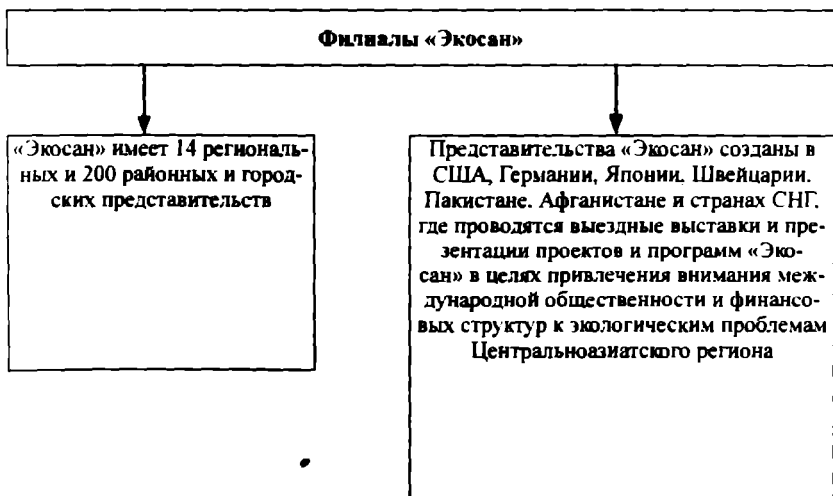 Филиалы «Экосан»
«Экосан» имеет 14 региональ-
ных и 200 районных и город-
ских представительств
Представительства «Экосан» созданы в
США, Германии, Японии. Швейцарии.
Пакистане. Афганистане и странах СНГ.
где проводятся выездные выставки и пре-
зентации проектов и программ «Эко-
сан» в целях привлечения внимания меж-
дународной общественности и финансо-
вых структур к экологическим проблемам
Центральноазиатского региона